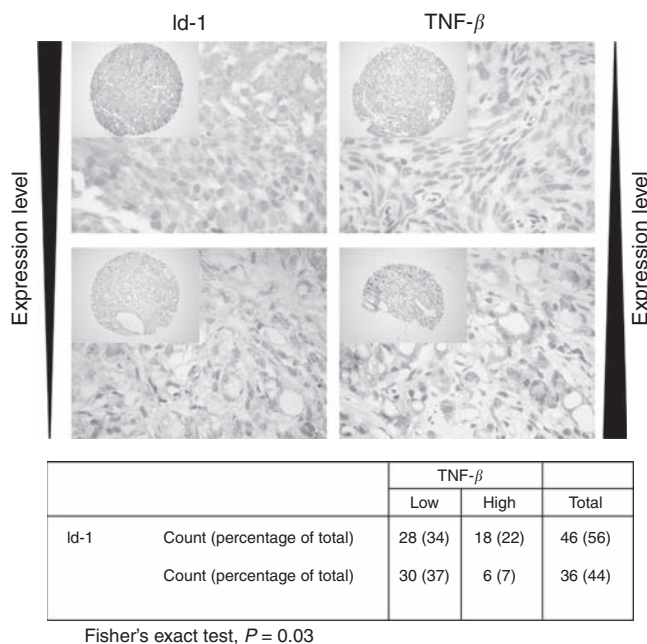 Id-1
TNF-β
Expression level
Expression level
TNF-β
Low High Total
Id-1 Count (percentage of total) 28 (34) 18 (22) 46 (56)
Count (percentage of total) 30 (37) 6 (7) 36 (44)
Fisher's exact test, P = 0.03